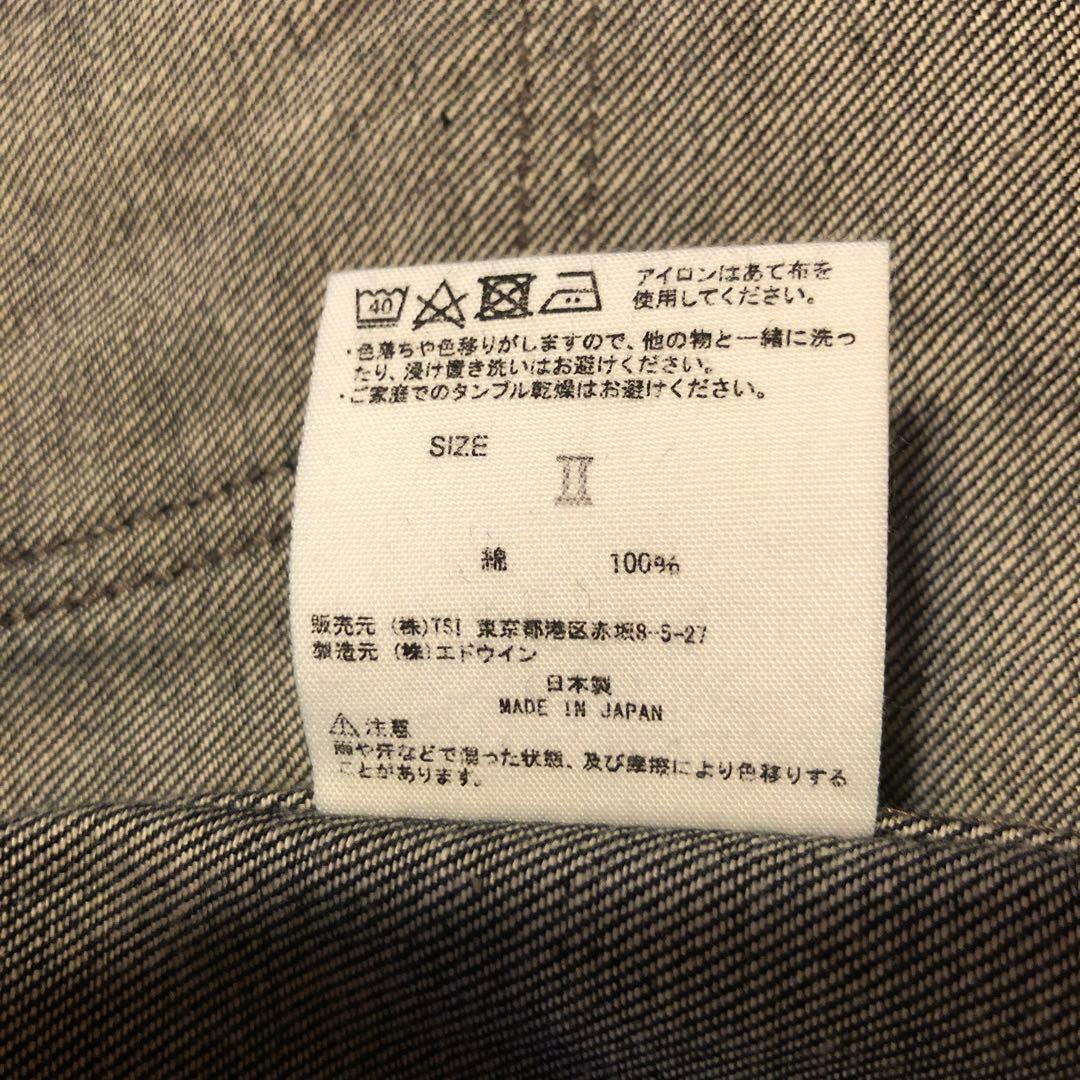 40 アイロンはあて布を
使用してください。
・色落ちや色移りがしますので、他の物と一緒に洗っ
たり、浸け置き洗いはお避けください。
・ご家庭でのタンブル乾燥はお避けください。
SIZE
II
綿 100%
販売元 (株)TSI 東京都港区赤坂8-5-27
製造元 (株)エドウイン
日本製
MADE IN JAPAN
⚠注意
雨や汗などで湿った状態、及び摩擦により色移りする
ことがあります。